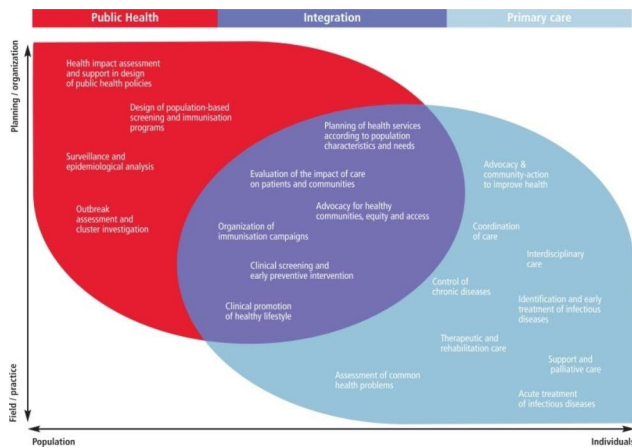 Public Health
Integration
Primary care
Planning / organization
Field / practice
Health impact assessment
and support in design
of public health policies
Design of population-based
screening and immunisation
programs
Surveillance and
epidemiological analysis
Outbreak
assessment and
cluster investigation
Planning of health services
according to population
characteristics and needs
Evaluation of the impact of care
on patients and communities
Advocacy for healthy
communities, equity and access
Organization of
immunisation campaigns
Clinical screening and
early preventive intervention
Clinical promotion
of healthy lifestyle
Advocacy &
community-action
to improve health
Coordination
of care
Interdisciplinary
care
Control of
chronic diseases
Identification and early
treatment of infectious
diseases
Therapeutic and
rehabilitation care
Support and
palliative care
Assessment of common
health problems
Acute treatment
of infectious diseases
Population
Individuals